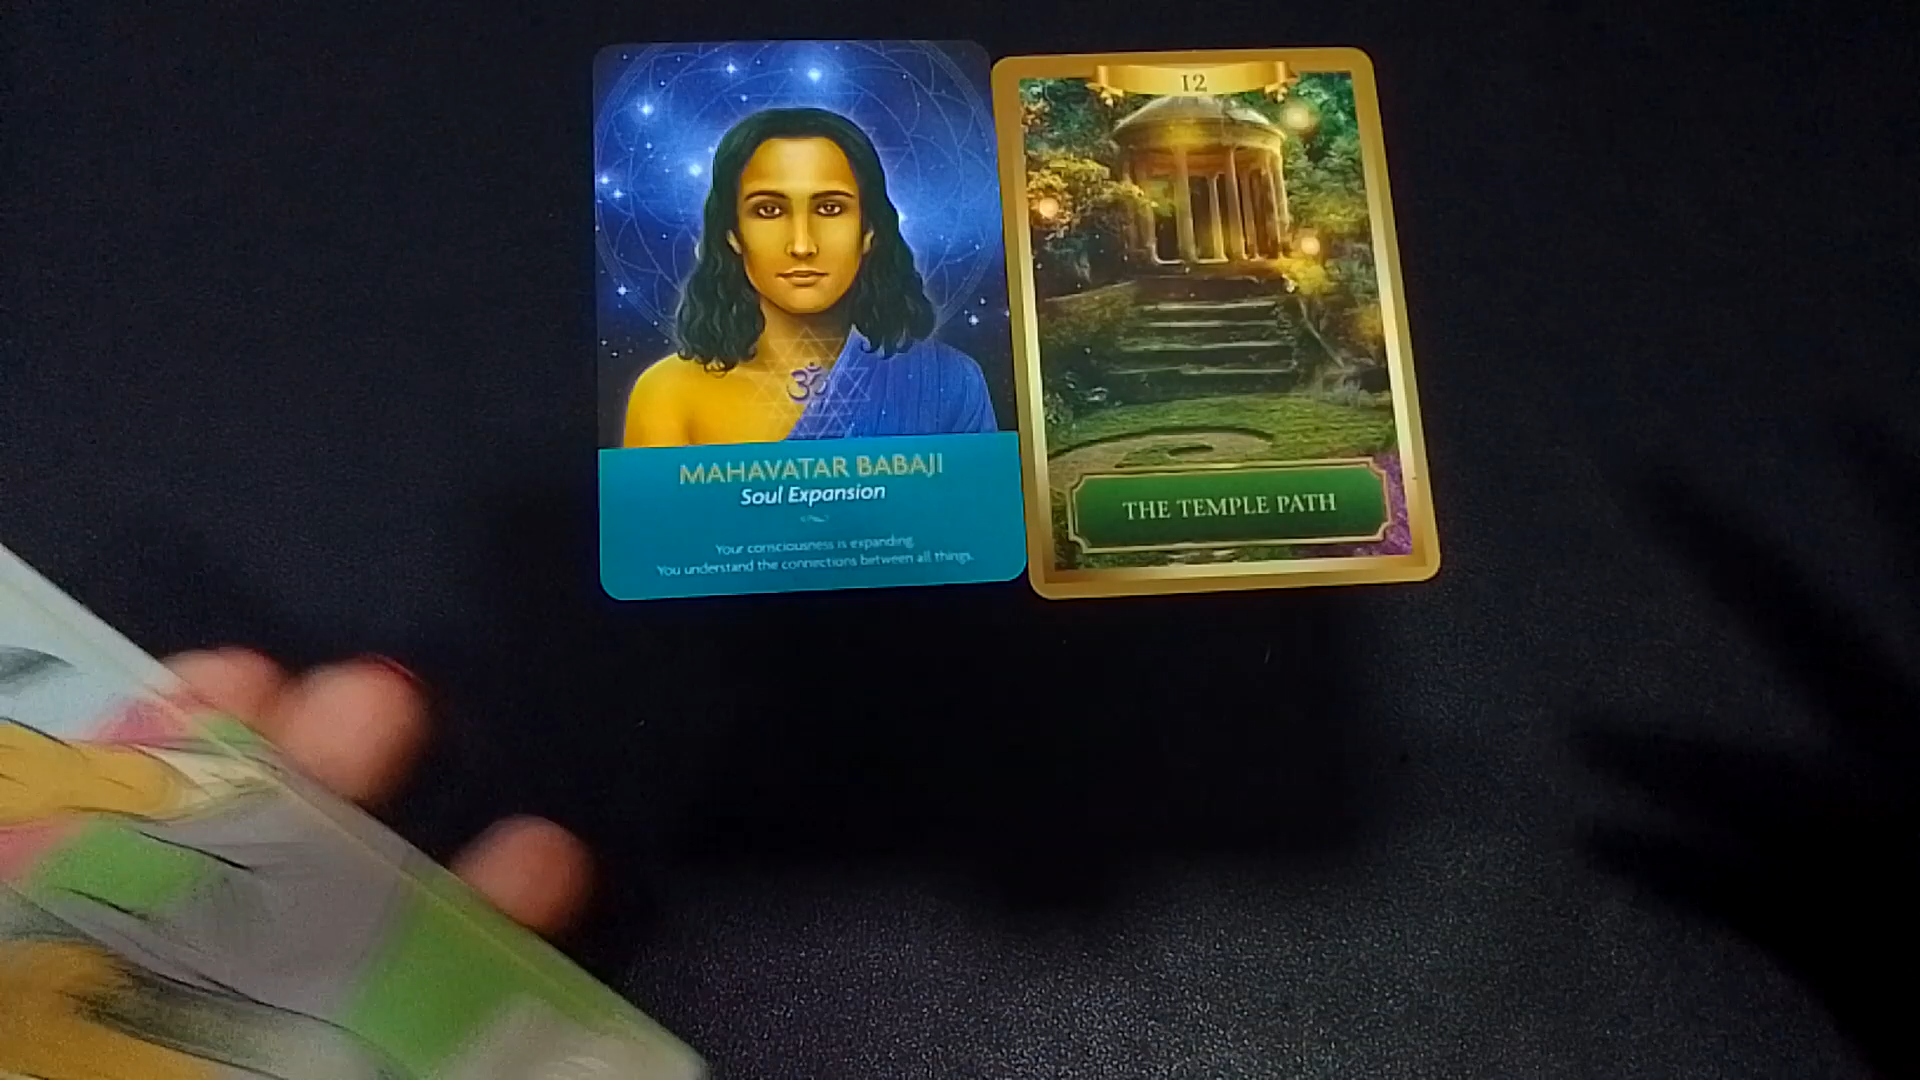 MAHAVATAR BABAJI
Soul Expansion
Your consciousness is expanding.
You understand the connections between all things.
ॐ
12
THE TEMPLE PATH